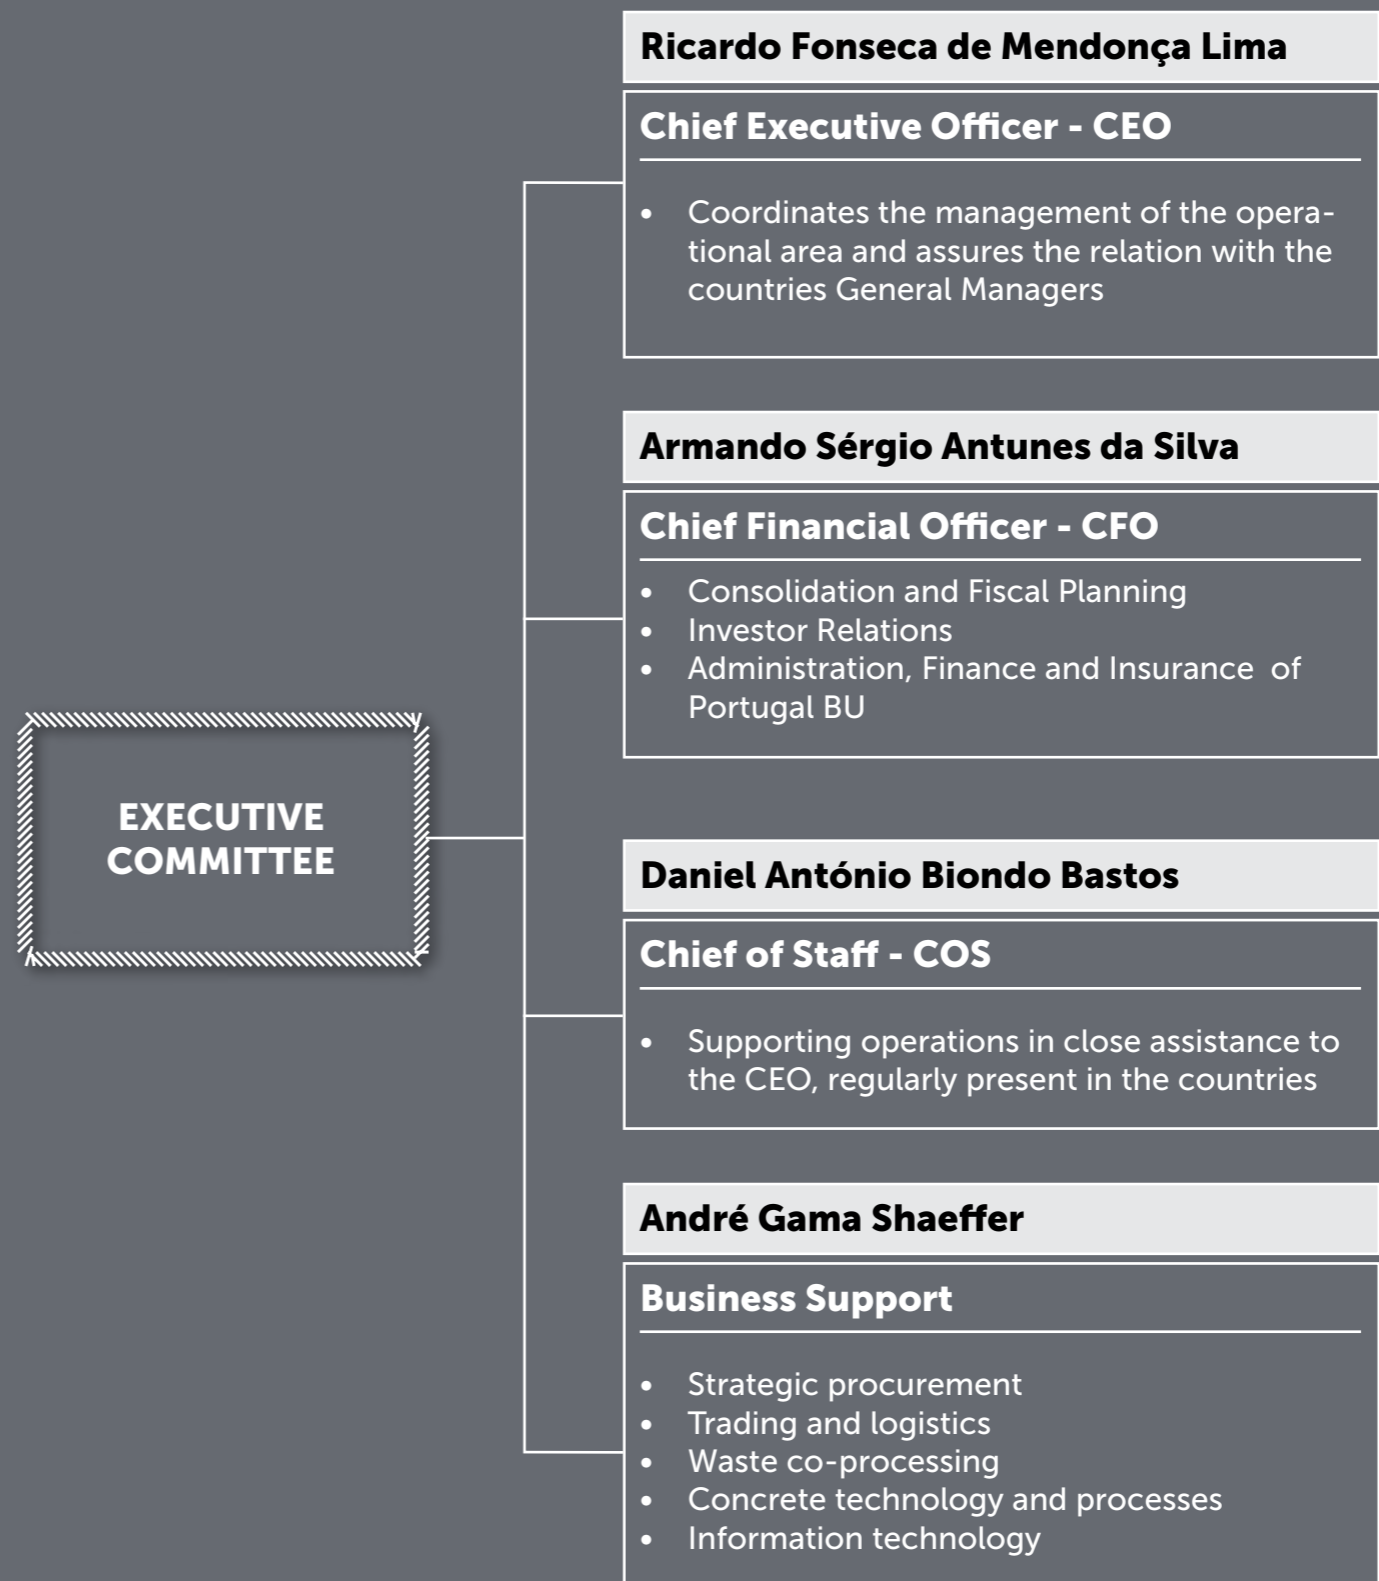 Ricardo Fonseca de Mendonça Lima
Chief Executive Officer - CEO
• Coordinates the management of the opera-
tional area and assures the relation with the
countries General Managers
Armando Sérgio Antunes da Silva
Chief Financial Officer - CFO
• Consolidation and Fiscal Planning
• Investor Relations
• Administration, Finance and Insurance of
Portugal BU
EXECUTIVE
COMMITTEE
Daniel António Biondo Bastos
Chief of Staff - COS
• Supporting operations in close assistance to
the CEO, regularly present in the countries
André Gama Shaeffer
Business Support
• Strategic procurement
• Trading and logistics
• Waste co-processing
• Concrete technology and processes
• Information technology